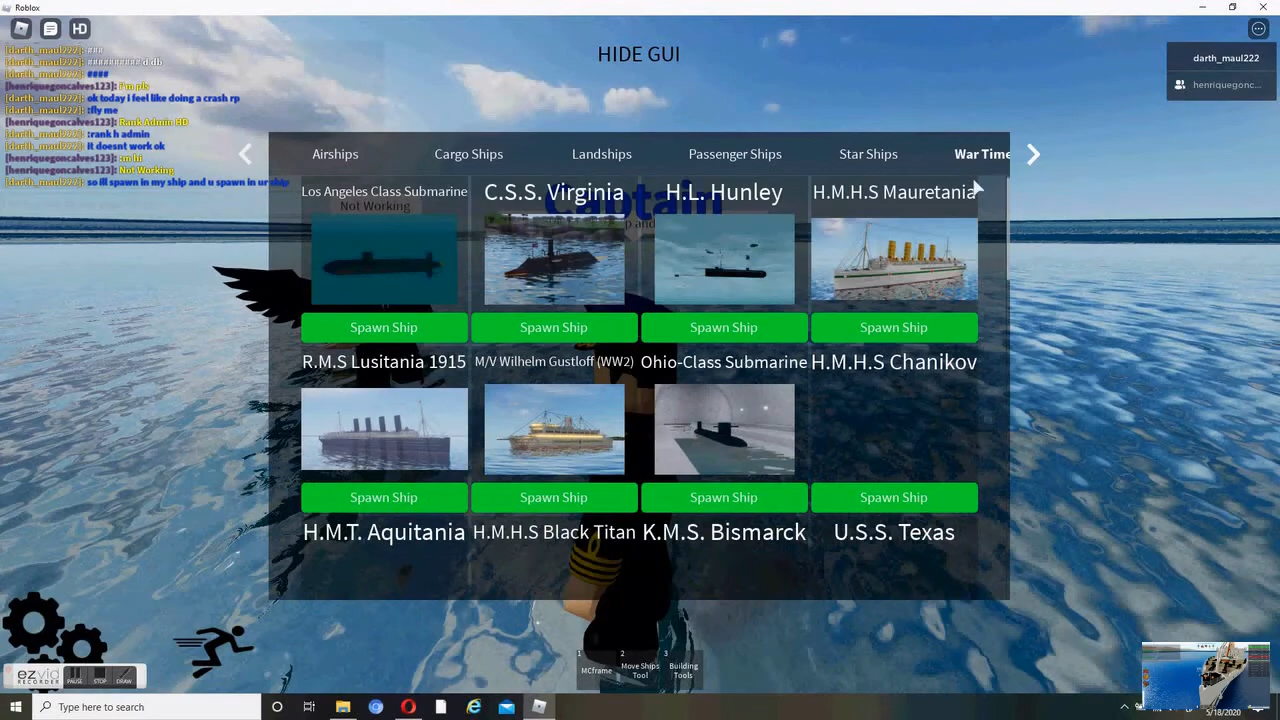 Roblox
HD
HIDE GUI
[darth_maul222]: ###
[darth_maul222]: ########## d db
[darth_maul222]: ####
[henriquegoncalves123]: I'm pls
[darth_maul222]: ok today i feel like doing a crash rp
[darth_maul222]: :fly me
[henriquegoncalves123]: Rank Admin HD
[darth_maul222]: :rank h admin
[darth_maul222]: it doesnt work ok
[henriquegoncalves123]: :m hi
[henriquegoncalves123]: Not Working
[darth_maul222]: so ill spawn in my ship and u spawn in ur ship
darth_maul222
henriquegonc...
Airships Cargo Ships Landships Passenger Ships Star Ships War Time
Captain
Not Working
Los Angeles Class Submarine C.S.S. Virginia H.L. Hunley H.M.H.S Mauretania
Spawn Ship Spawn Ship Spawn Ship Spawn Ship
R.M.S Lusitania 1915 M/V Wilhelm Gustloff (WW2) Ohio-Class Submarine H.M.H.S Chanikov
Spawn Ship Spawn Ship Spawn Ship Spawn Ship
H.M.T. Aquitania H.M.H.S Black Titan K.M.S. Bismarck U.S.S. Texas
1 MCframe
2 Move Ships Tool
3 Building Tools
ezvid
RECORDER
PAUSE STOP DRAW
Type here to search
5/18/2020